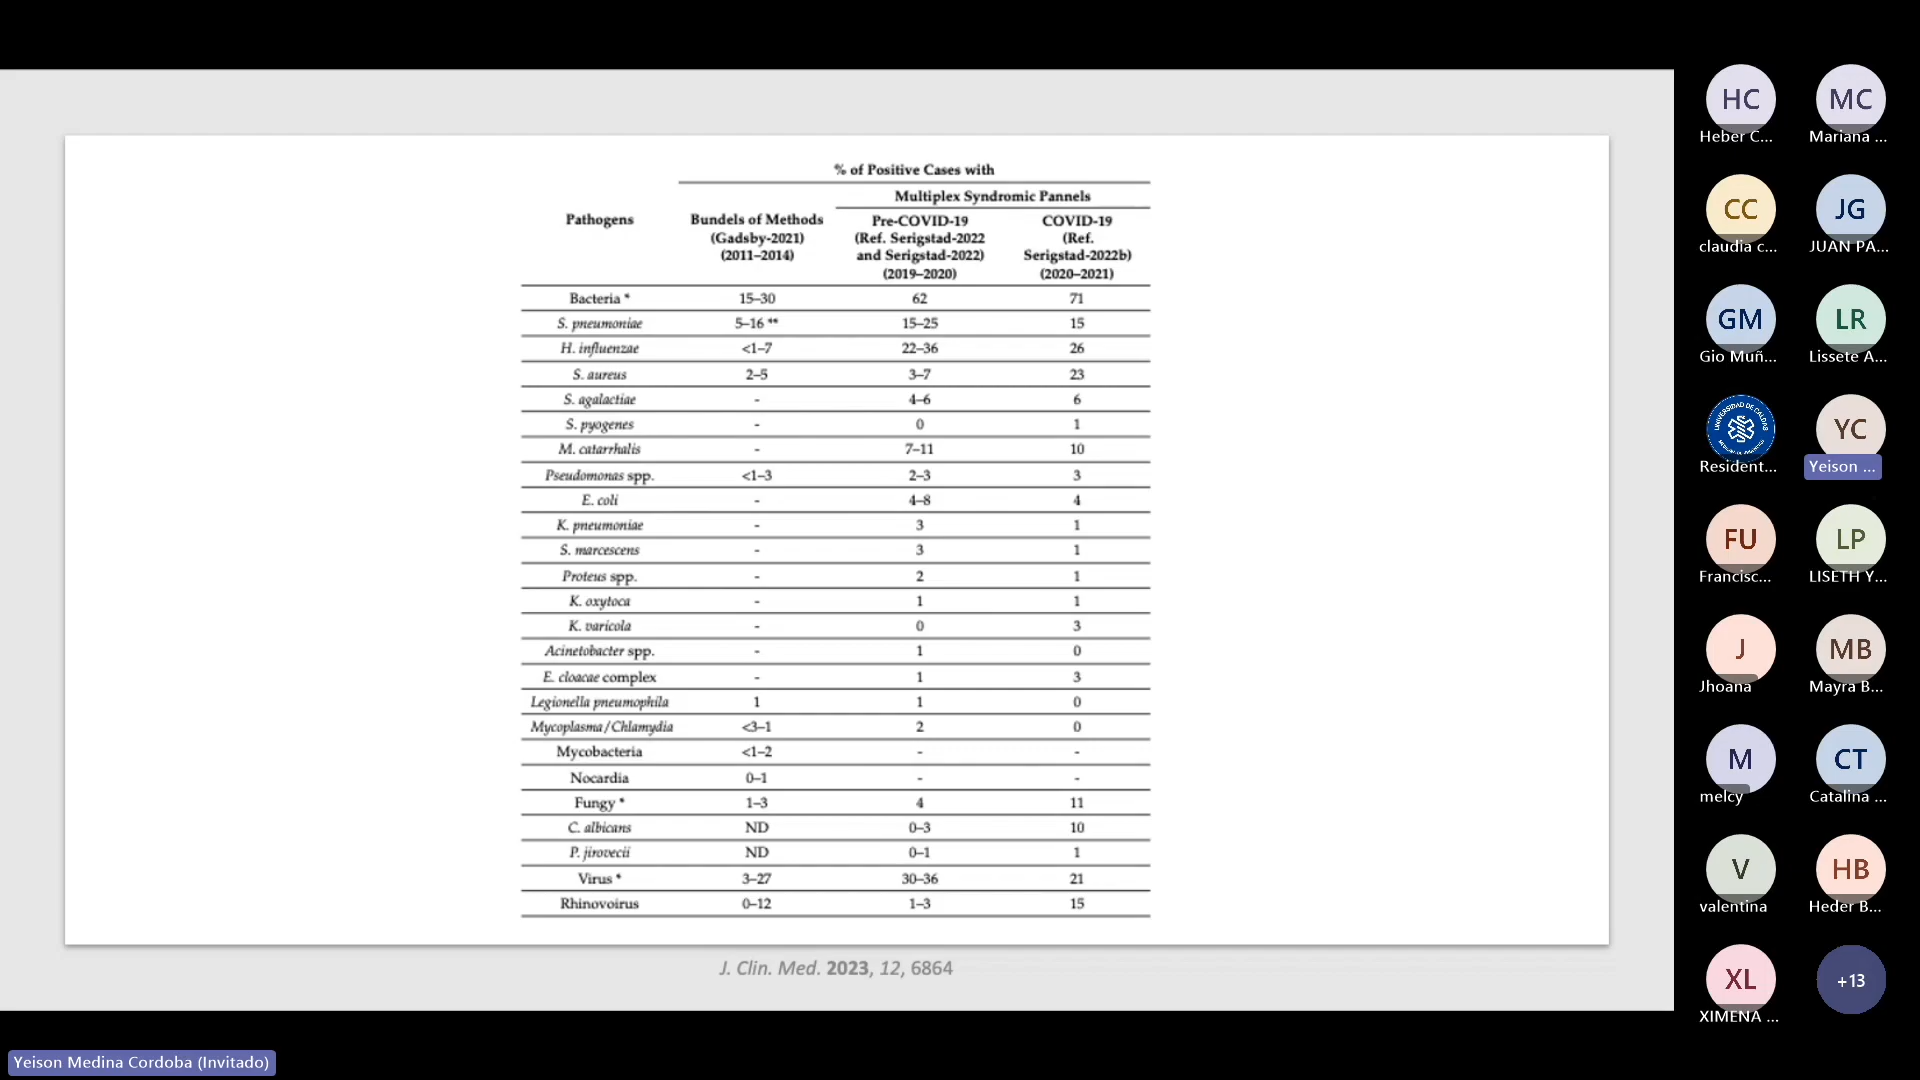 % of Positive Cases with
Multiplex Syndromic Pannels
Pathogens Bundels of Methods (Gadsby-2021) (2011–2014) Pre-COVID-19 (Ref. Serigstad-2022 and Serigstad-2022) (2019–2020) COVID-19 (Ref. Serigstad-2022b) (2020–2021)
Bacteria * 15–30 62 71
S. pneumoniae 5–16 ** 15–25 15
H. influenzae <1–7 22–36 26
S. aureus 2–5 3–7 23
S. agalactiae - 4–6 6
S. pyogenes - 0 1
M. catarrhalis - 7–11 10
Pseudomonas spp. <1–3 2–3 3
E. coli - 4–8 4
K. pneumoniae - 3 1
S. marcescens - 3 1
Proteus spp. - 2 1
K. oxytoca - 1 1
K. varicola - 0 3
Acinetobacter spp. - 1 0
E. cloacae complex - 1 3
Legionella pneumophila 1 1 0
Mycoplasma/Chlamydia <3–1 2 0
Mycobacteria <1–2 - -
Nocardia 0–1 - -
Fungy * 1–3 4 11
C. albicans ND 0–3 10
P. jirovecii ND 0–1 1
Virus * 3–27 30–36 21
Rhinovoirus 0–12 1–3 15
J. Clin. Med. 2023, 12, 6864
HC MC
Heber C... Mariana ...
CC JG
claudia c... JUAN PA...
GM LR
Gio Muñ... Lissete A...
UNIVERSIDAD DE CALDAS
YC
Resident... Yeison ...
FU LP
Francisc... LISETH Y...
J MB
Jhoana Mayra B...
M CT
melcy Catalina ...
V HB
valentina Heder B...
XL +13
XIMENA ...
Yeison Medina Cordoba (Invitado)